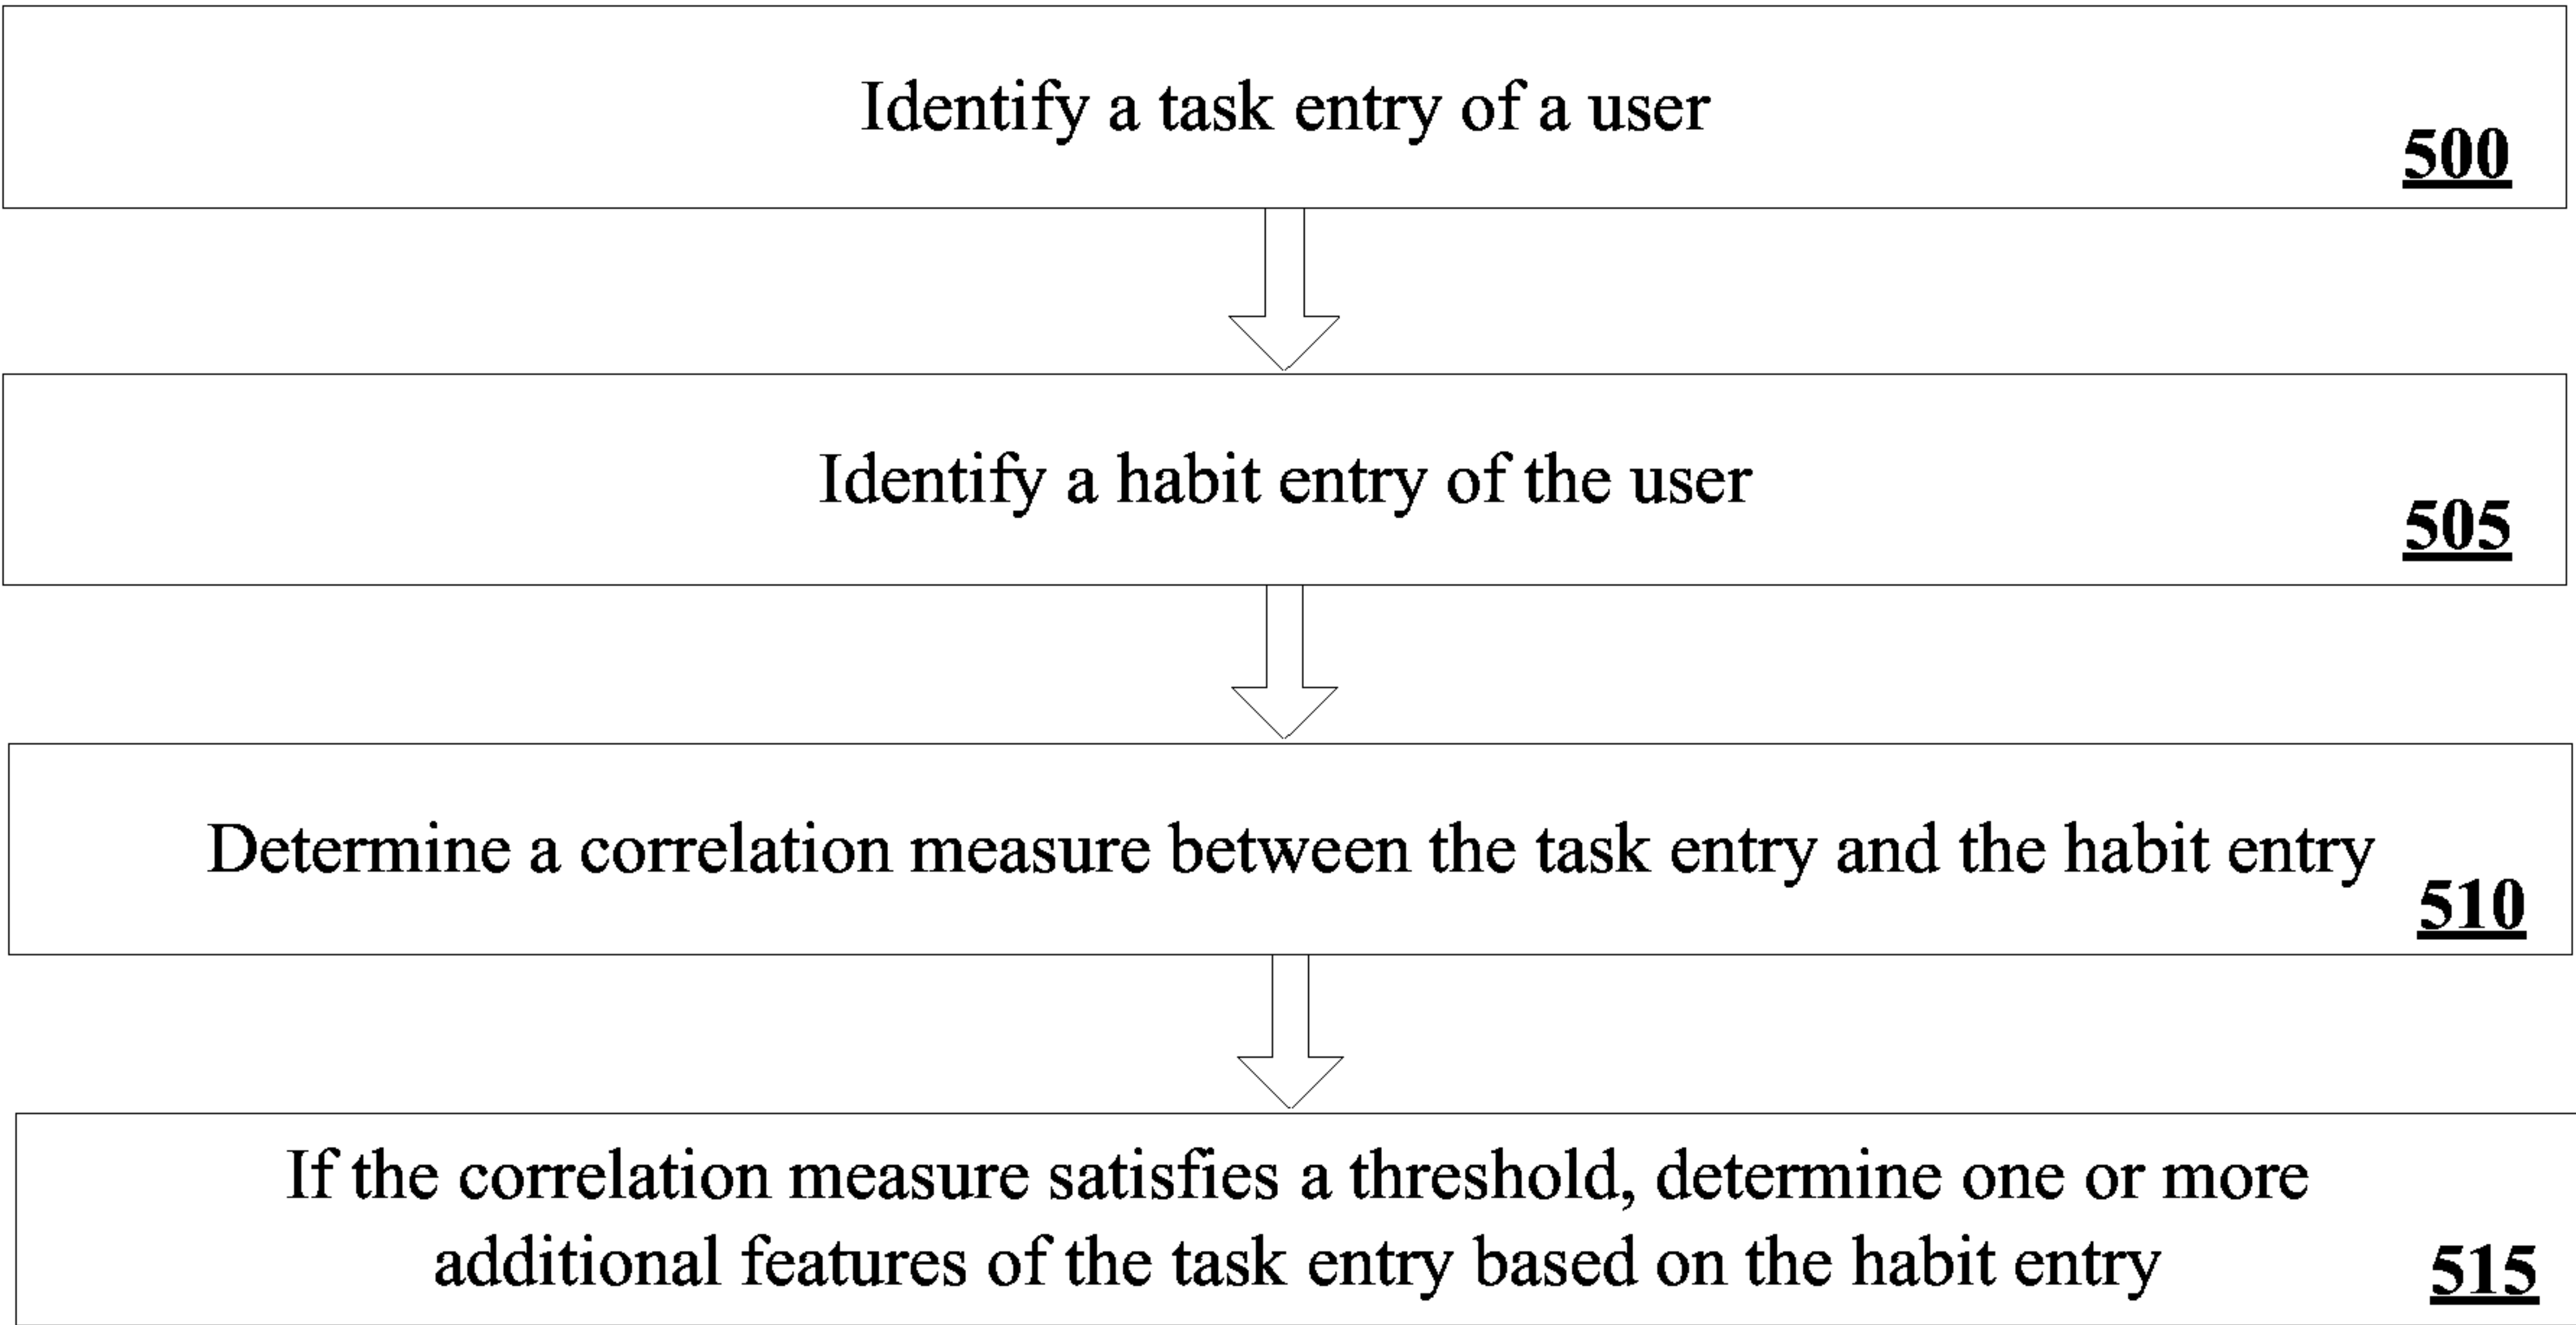 Identify a task entry of a user
500
Identify a habit entry of the user
505
Determine a correlation measure between the task entry and the habit entry
510
If the correlation measure satisfies a threshold, determine one or more
additional features of the task entry based on the habit entry
515